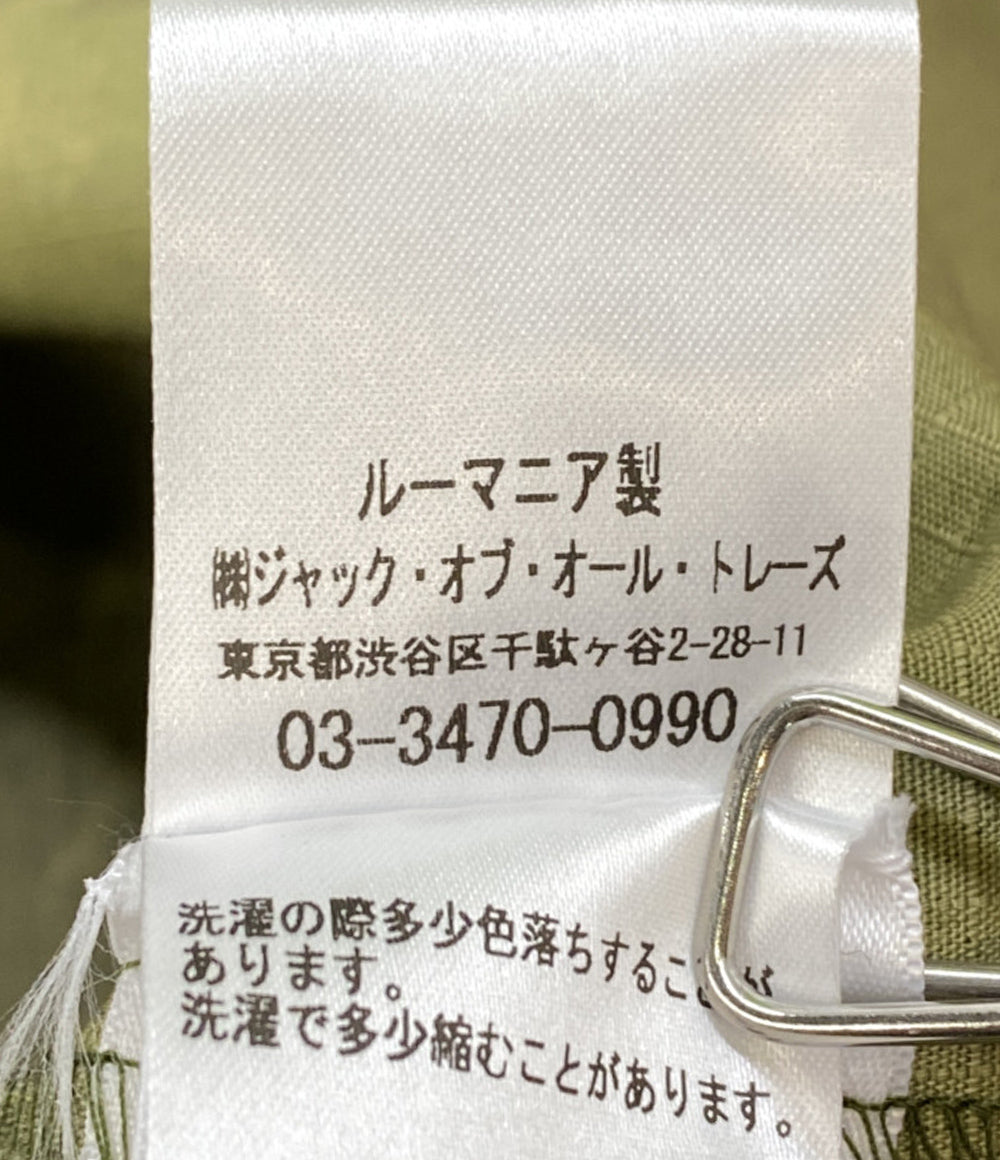 ルーマニア製
㈱ジャック・オブ・オール・トレーズ
東京都渋谷区千駄ヶ谷2-28-11
03-3470-0990
洗濯の際多少色落ちすることが
あります。
洗濯で多少縮むことがあります。